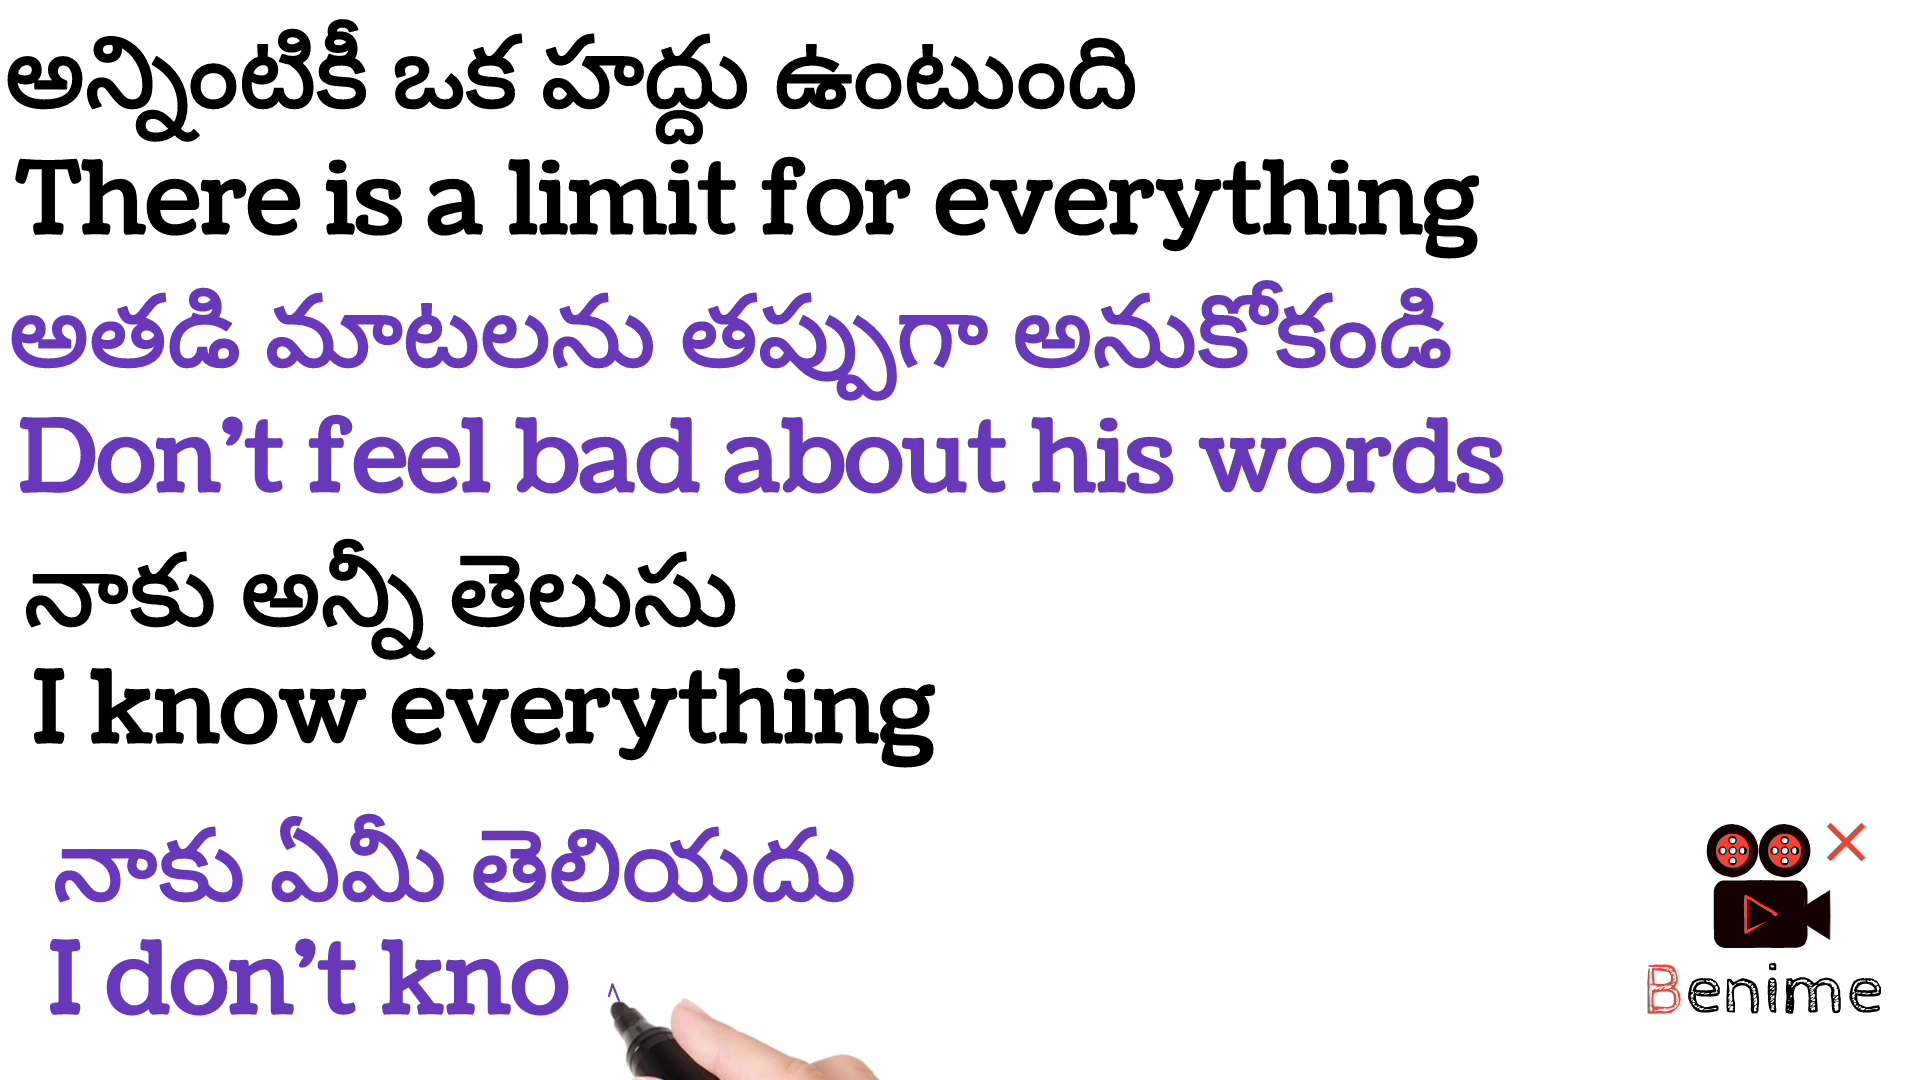 అన్నింటికీ ఒక హద్దు ఉంటుంది
There is a limit for everything
అతడి మాటలను తప్పుగా అనుకోకండి
Don’t feel bad about his words
నాకు అన్నీ తెలుసు
I know everything
నాకు ఏమీ తెలియదు
I don’t kno
Benime